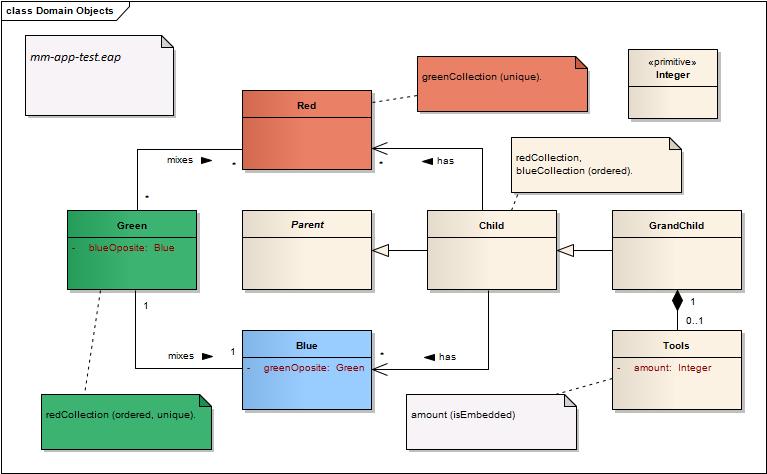 class Domain Objects
mm-app-test.eap
Red
greenCollection (unique).
«primitive»
Integer
mixes
*
*
has
*
redCollection,
blueCollection (ordered).
Green
- blueOposite: Blue
Parent
Child
GrandChild
1
mixes
1
Blue
- greenOposite: Green
has
*
1
0..1
Tools
- amount: Integer
redCollection (ordered, unique).
amount (isEmbedded)